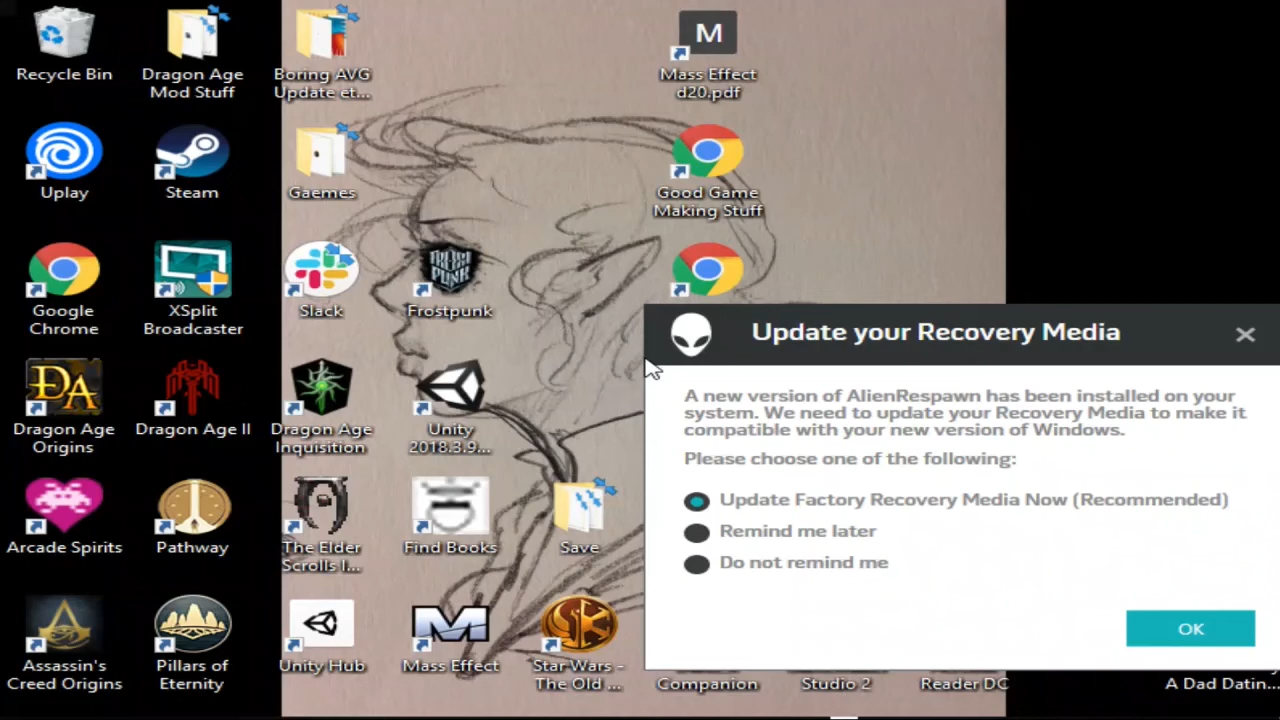 Recycle Bin
Dragon Age
Mod Stuff
Boring AVG
Update et...
M
Mass Effect
d20.pdf
Uplay
Steam
Gaemes
Good Game
Making Stuff
Google
Chrome
XSplit
Broadcaster
Slack
FROSTPUNK
Frostpunk
DA
Dragon Age
Origins
Dragon Age II
Dragon Age
Inquisition
Unity
2018.3.9...
Arcade Spirits
Pathway
The Elder
Scrolls I...
Find Books
Save
Assassin's
Creed Origins
Pillars of
Eternity
Unity Hub
M
Mass Effect
Star Wars -
The Old ...
Companion
Studio 2
Reader DC
A Dad Datin...
Update your Recovery Media
A new version of AlienRespawn has been installed on your
system. We need to update your Recovery Media to make it
compatible with your new version of Windows.
Please choose one of the following:
Update Factory Recovery Media Now (Recommended)
Remind me later
Do not remind me
OK